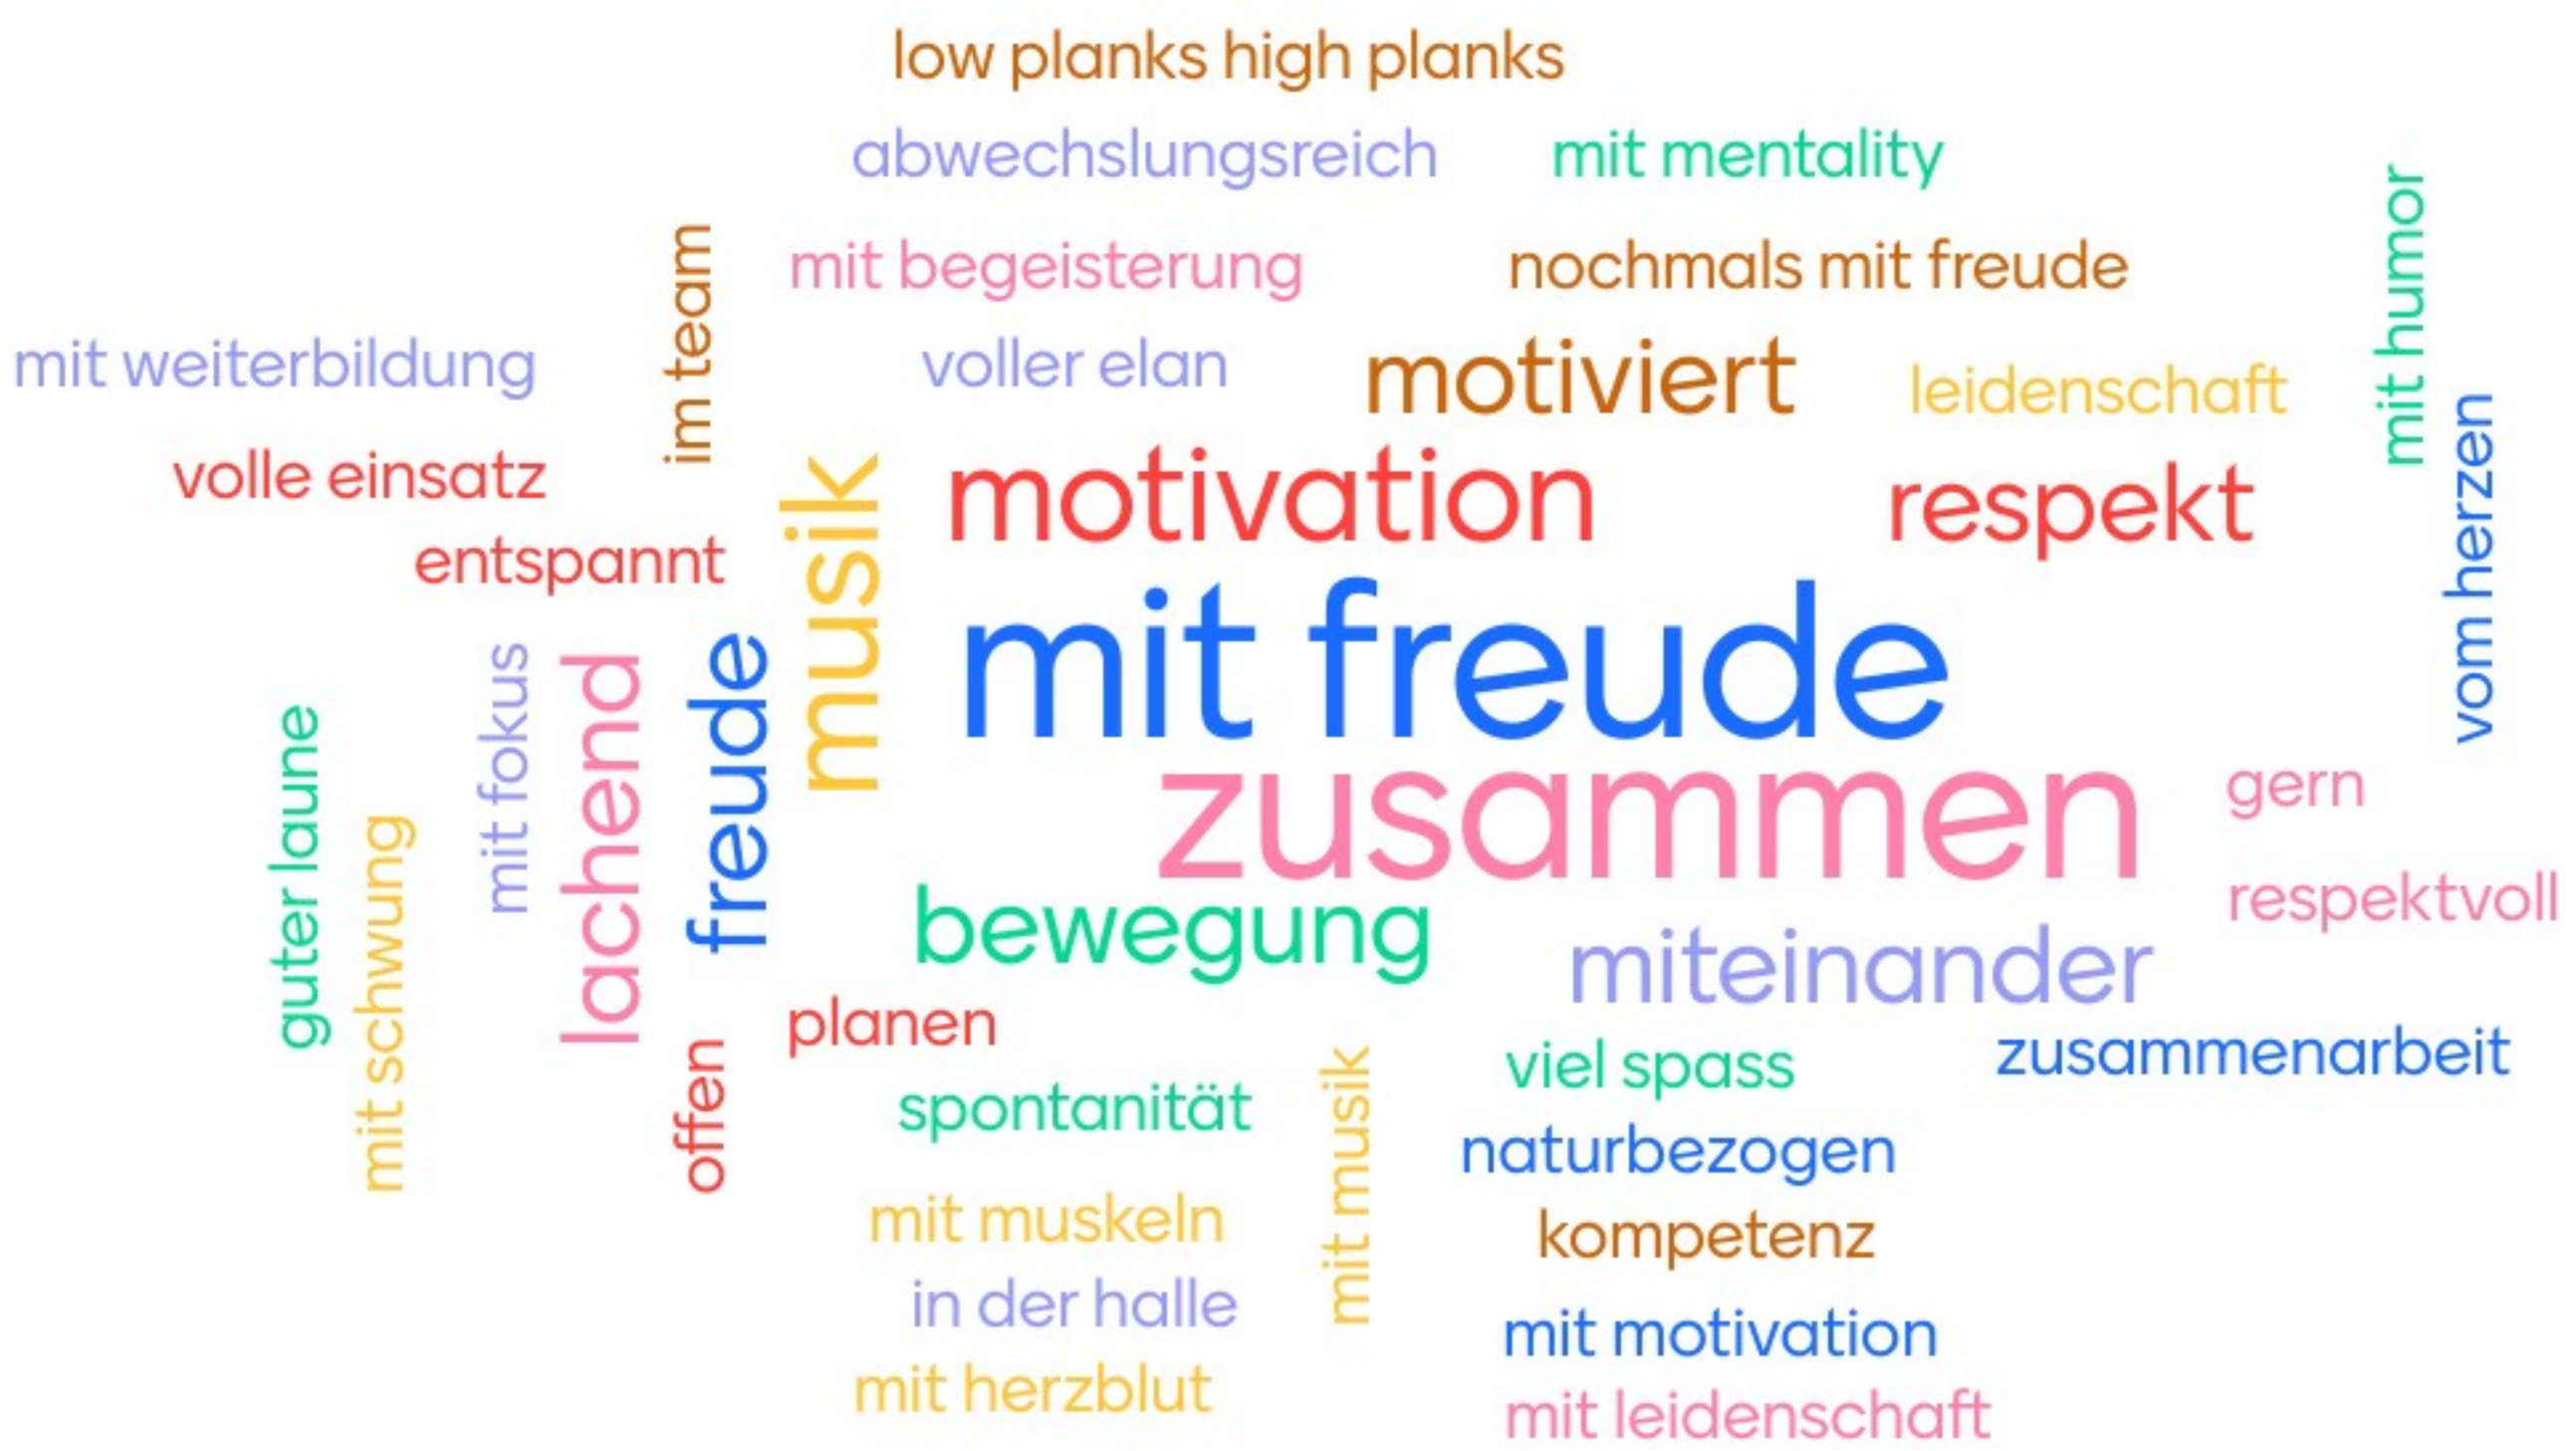 low planks high planks
abwechslungsreich
mit mentality
mit humor
im team
mit begeisterung
nochmals mit freude
mit weiterbildung
voller elan
motiviert
leidenschaft
vom herzen
volle einsatz
musik
motivation
respekt
entspannt
mit freude
freude
lachend
mit fokus
guter laune
mit schwung
zusammen
gern
respektvoll
bewegung
miteinander
planen
offen
viel spass
zusammenarbeit
spontanität
mit musik
naturbezogen
mit muskeln
kompetenz
in der halle
mit motivation
mit herzblut
mit leidenschaft